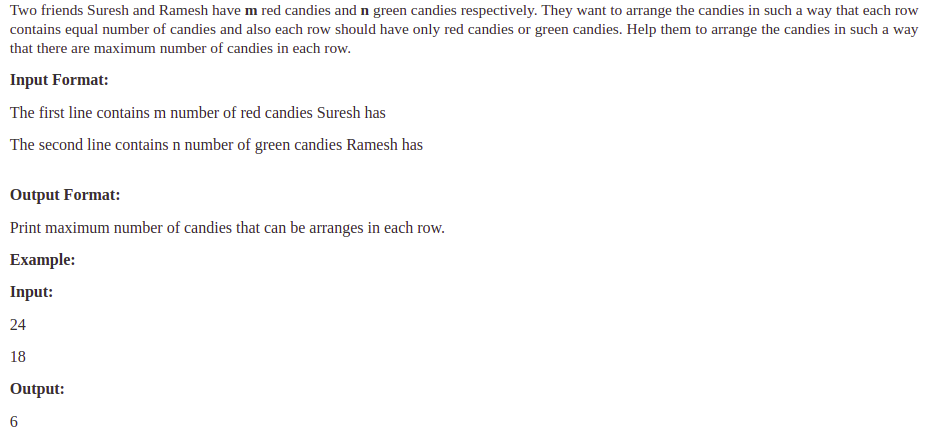 Two friends Suresh and Ramesh have m red candies and n green candies respectively. They want to arrange the candies in such a way that each row
contains equal number of candies and also each row should have only red candies or green candies. Help them to arrange the candies in such a way
that there are maximum number of candies in each row.
Input Format:
The first line contains m number of red candies Suresh has
The second line contains n number of green candies Ramesh has
Output Format:
Print maximum number of candies that can be arranges in each row.
Example:
Input:
24
18
Output:
6